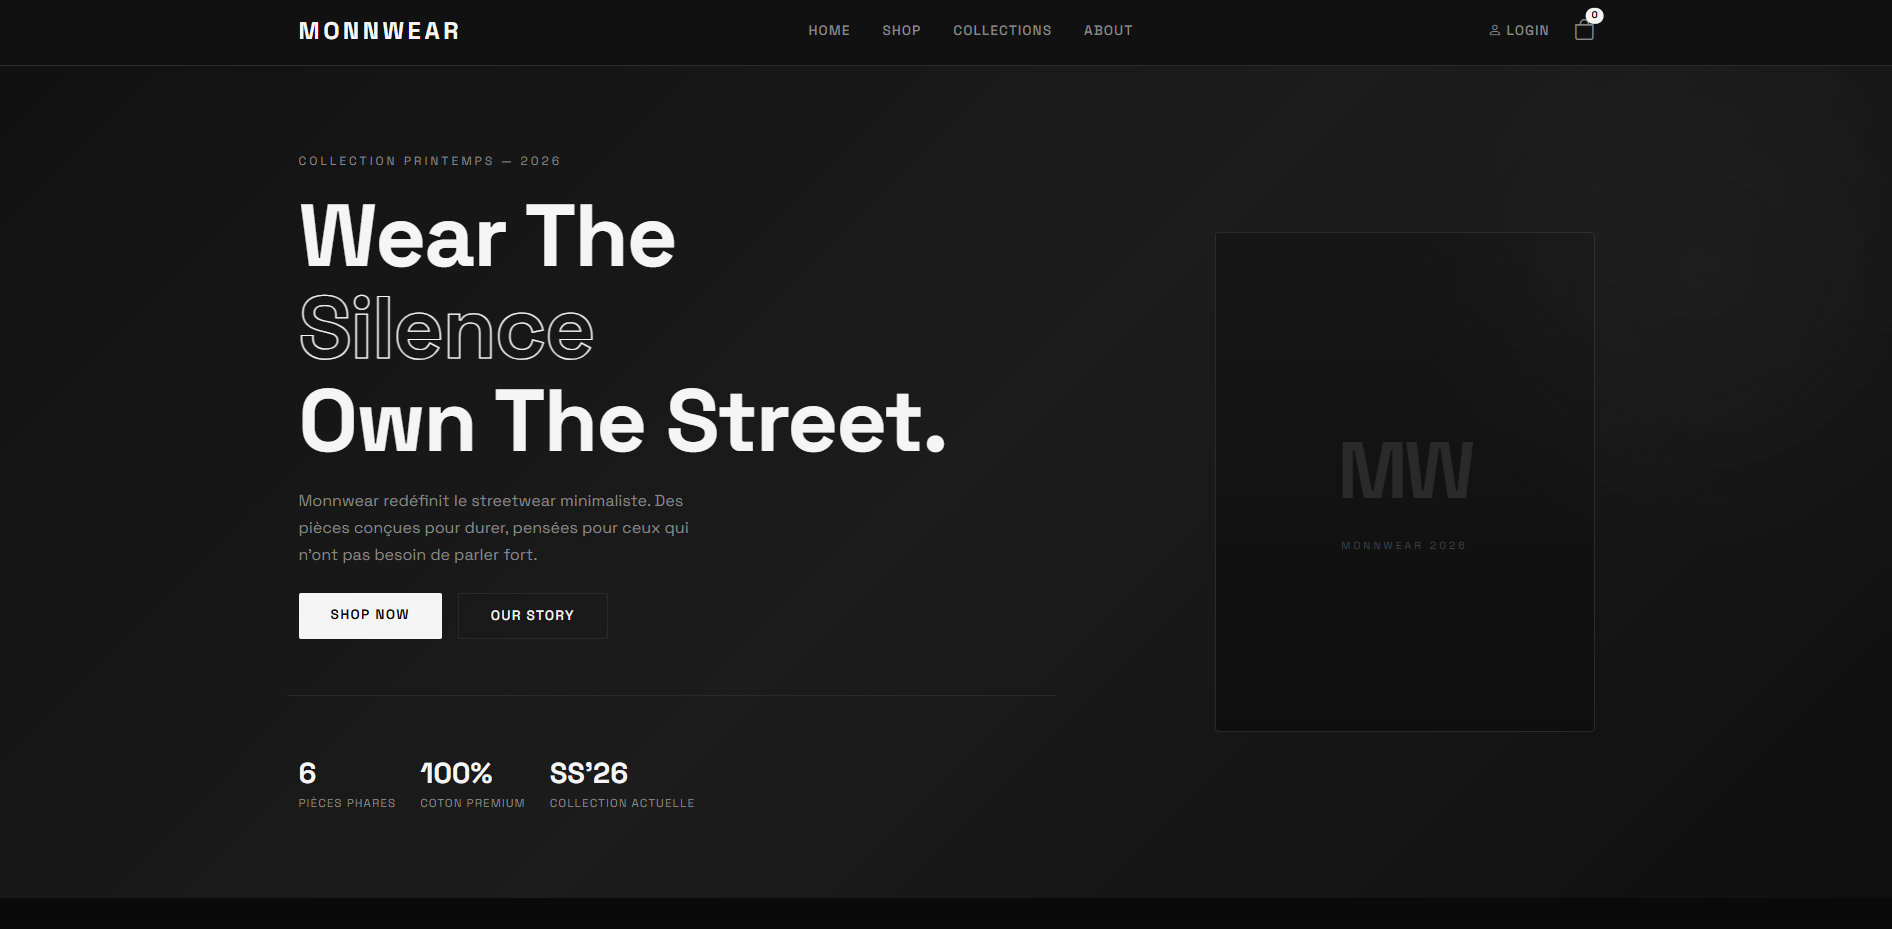 MONNWEAR
HOME SHOP COLLECTIONS ABOUT
LOGIN 0
COLLECTION PRINTEMPS — 2026
Wear The
Silence
Own The Street.
Monnwear redéfinit le streetwear minimaliste. Des
pièces conçues pour durer, pensées pour ceux qui
n'ont pas besoin de parler fort.
SHOP NOW OUR STORY
MW
MONNWEAR 2026
6 100% SS'26
PIÈCES PHARES COTON PREMIUM COLLECTION ACTUELLE